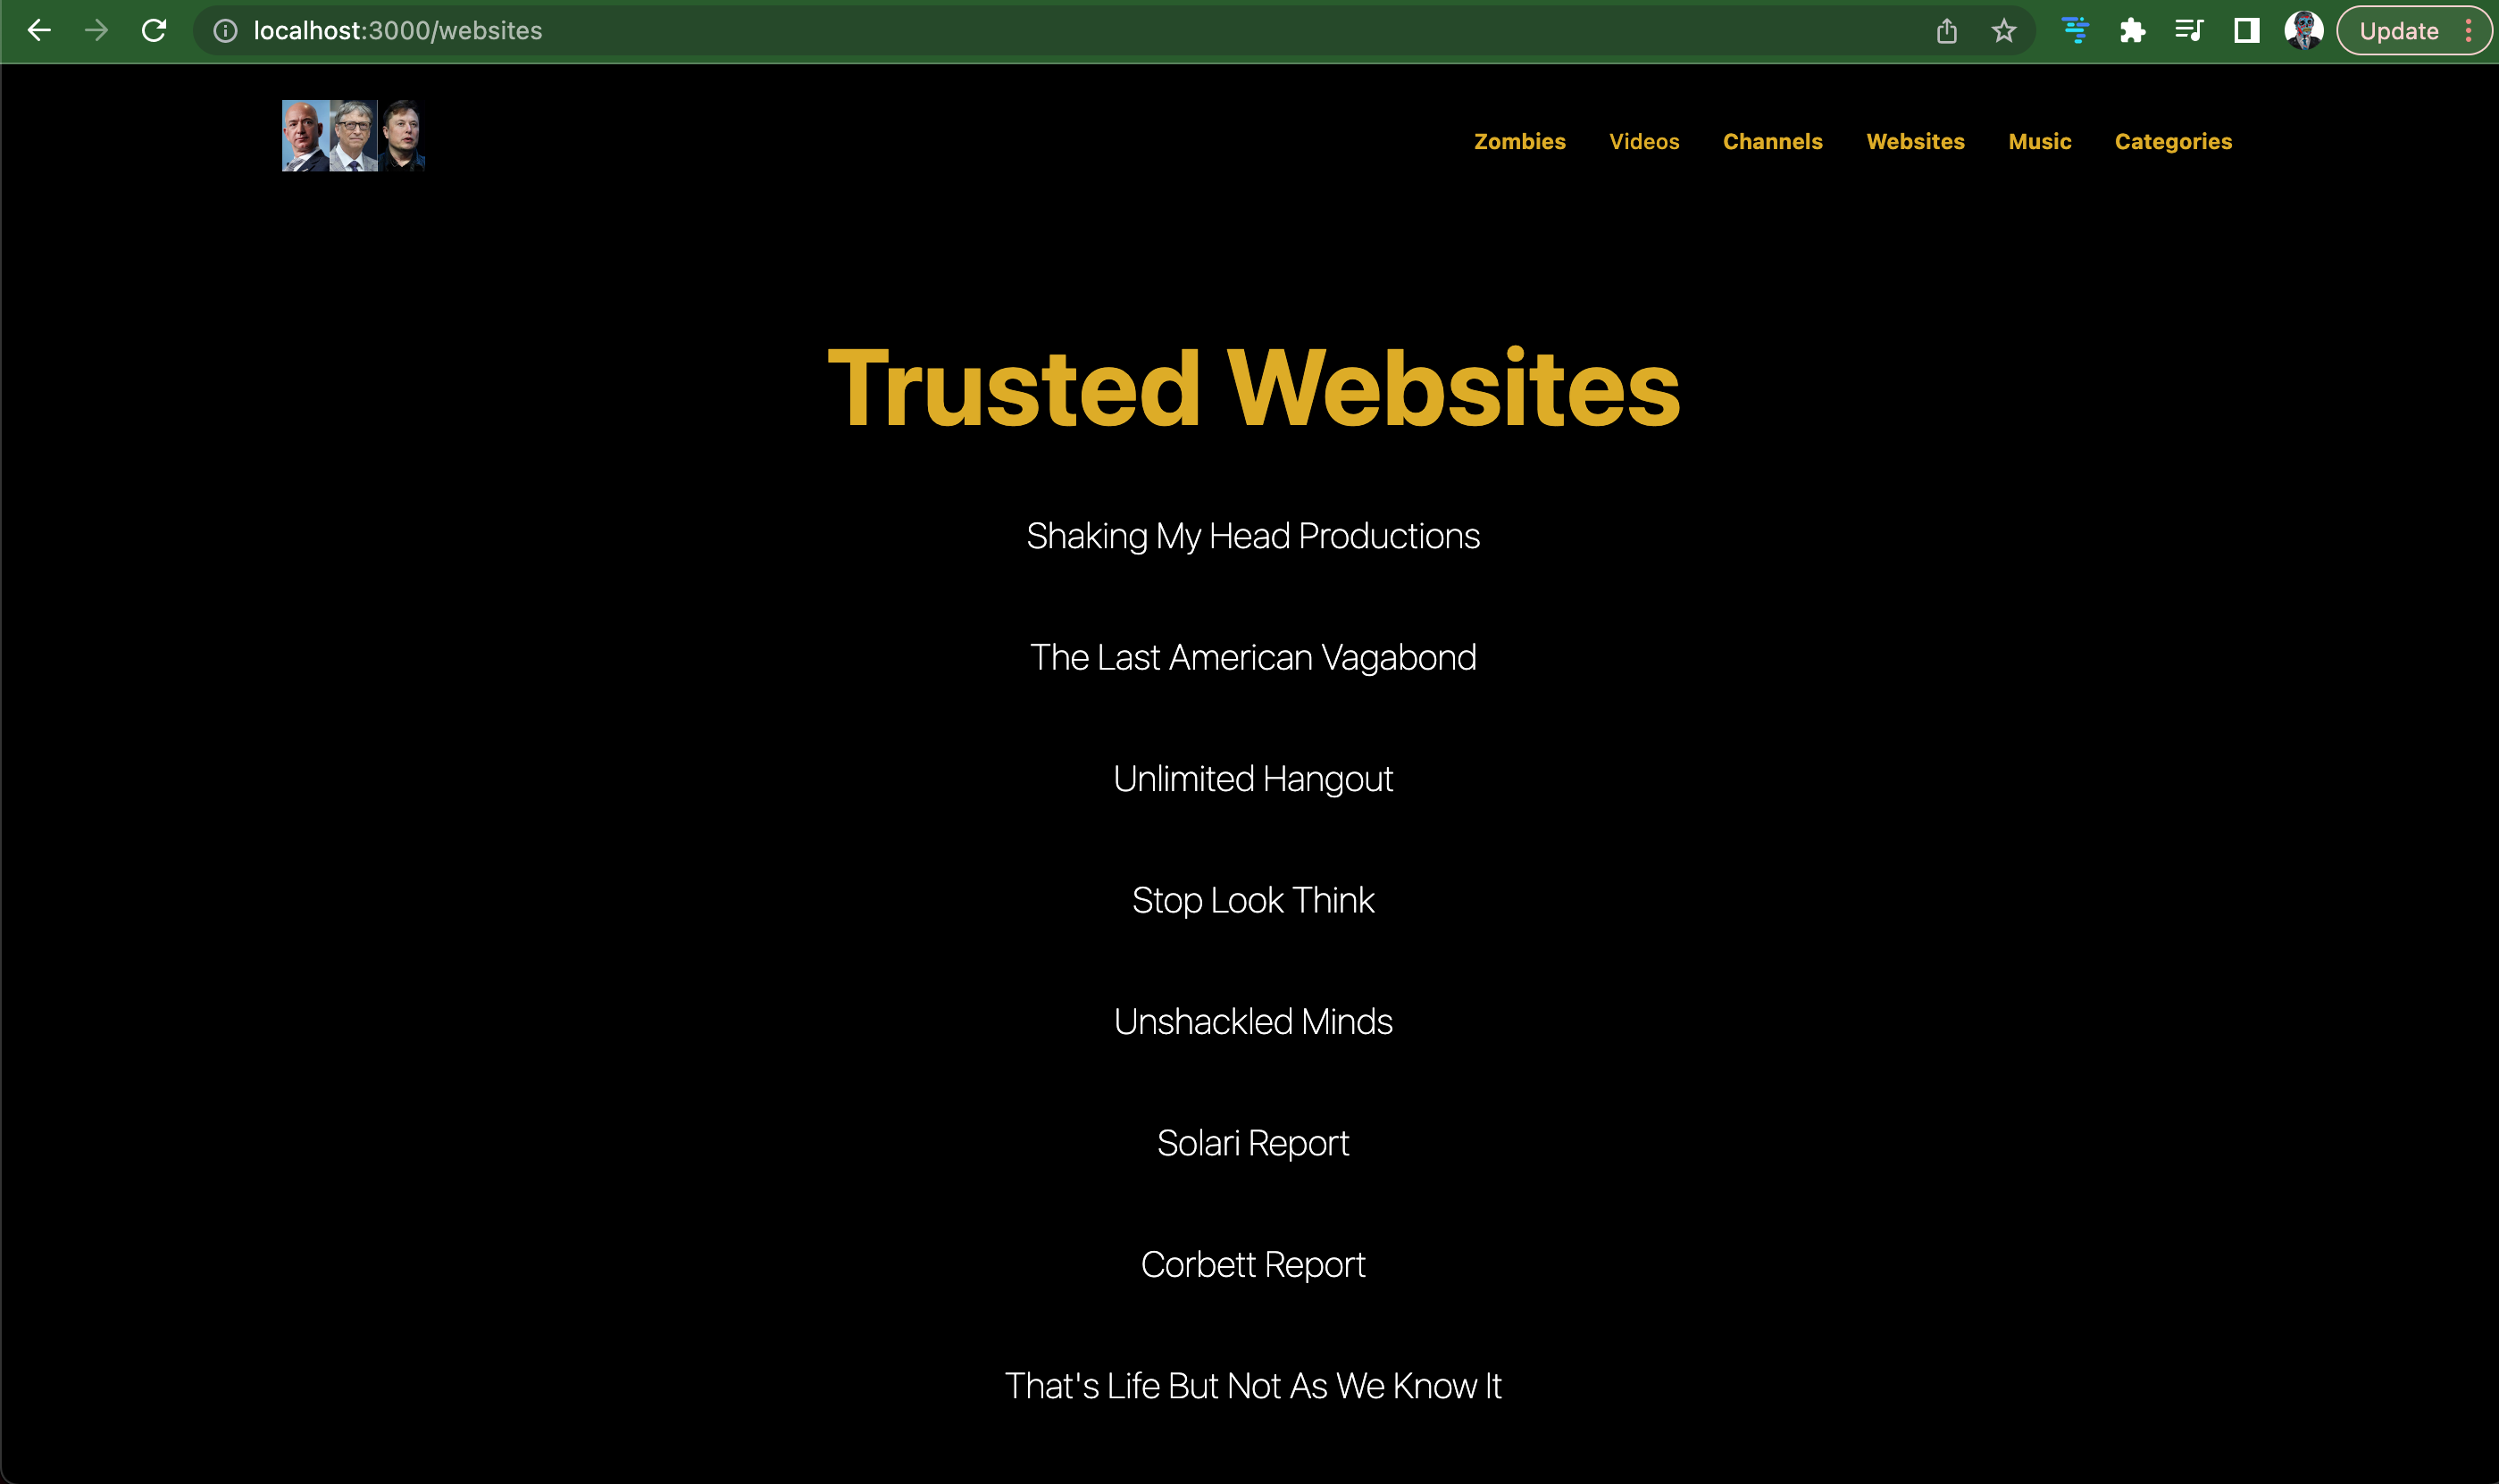 localhost:3000/websites
Update
Zombies Videos Channels Websites Music Categories
Trusted Websites
Shaking My Head Productions
The Last American Vagabond
Unlimited Hangout
Stop Look Think
Unshackled Minds
Solari Report
Corbett Report
That's Life But Not As We Know It